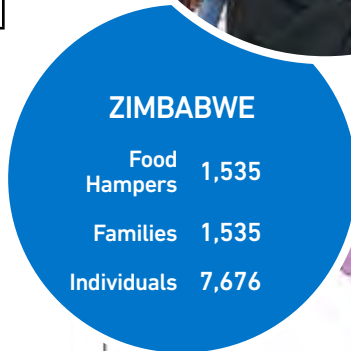 ZIMBABWE
Food
Hampers 1,535
Families 1,535
Individuals 7,676